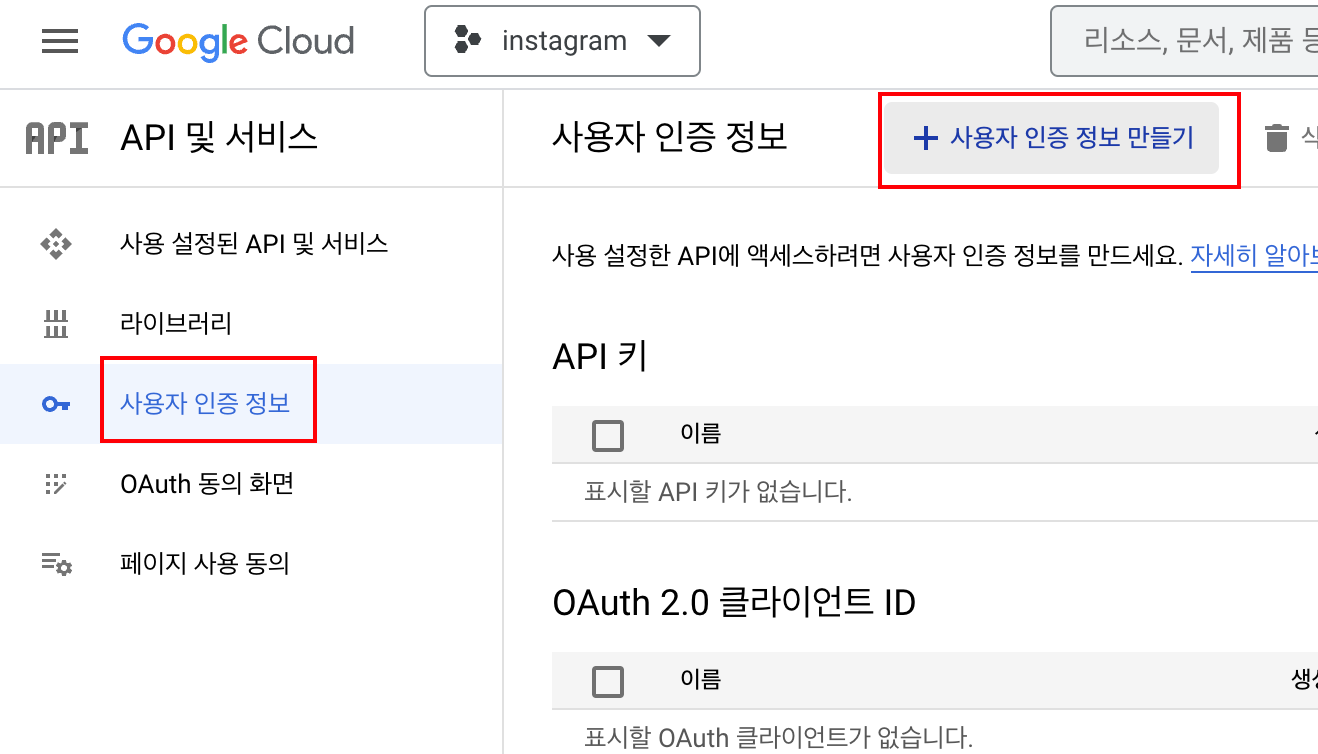 Google Cloud
instagram
리소스, 문서, 제품
API API 및 서비스
사용자 인증 정보
+ 사용자 인증 정보 만들기
사용 설정된 API 및 서비스
라이브러리
사용자 인증 정보
OAuth 동의 화면
페이지 사용 동의
사용 설정한 API에 액세스하려면 사용자 인증 정보를 만드세요. 자세히
API 키
이름
표시할 API 키가 없습니다.
OAuth 2.0 클라이언트 ID
이름
표시할 OAuth 클라이언트가 없습니다.